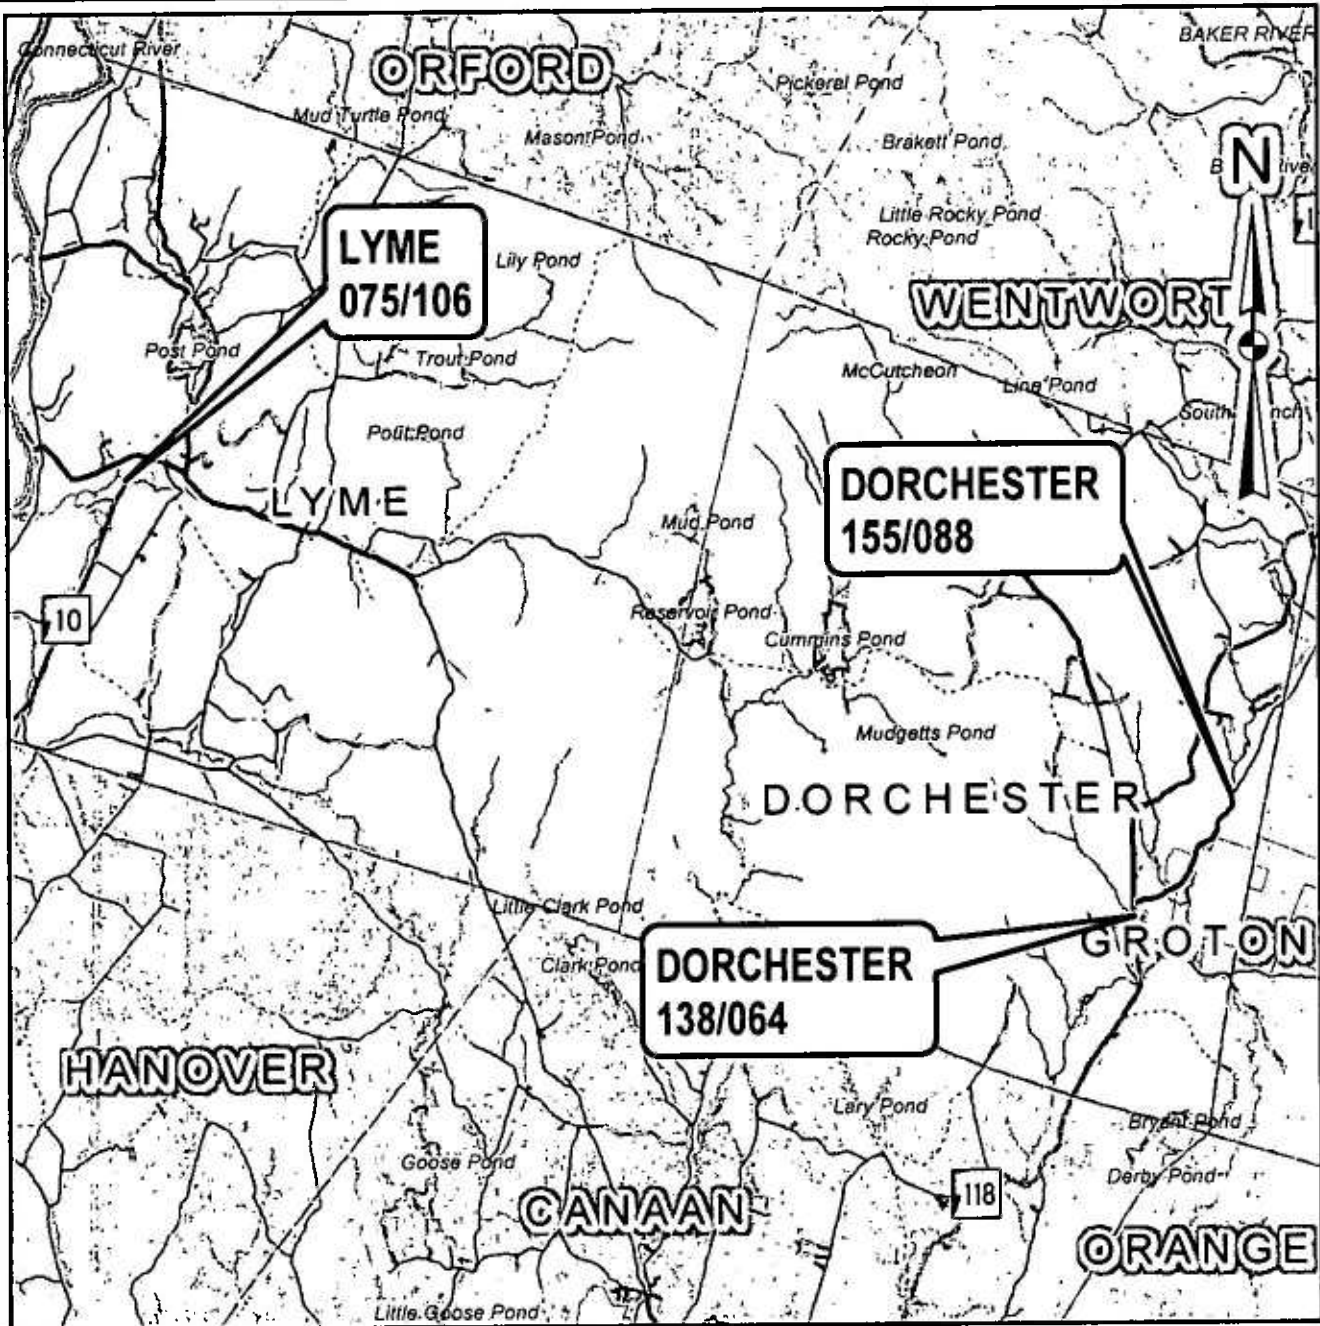 Connecticut River
ORFORD
BAKER RIVER
Pickerel Pond
Mud Turtle Pond
Mason Pond
Brakett Pond
N
Little Rocky Pond
Rocky Pond
LYME
075/106
Lily Pond
WENTWORT
Post Pond
Trout Pond
McCutcheon
Line Pond
South
nch
Pout Pond
DORCHESTER
155/088
LYME
Mud Pond
10
Reservoir Pond
Cummins Pond
Mudgetts Pond
DORCHESTER
Little Clark Pond
Clark Pond
DORCHESTER
138/064
GROTON
HANOVER
Lary Pond
Bryant Pond
Goose Pond
Derby Pond
118
CANAAN
ORANGE
Little Goose Pond